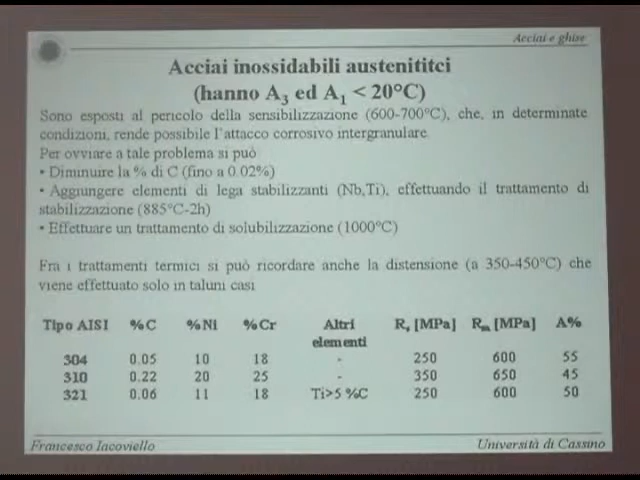 Acciai e ghise
Acciai inossidabili austenititci
(hanno A3 ed A1 < 20°C)
Sono esposti al pericolo della sensibilizzazione (600-700°C), che, in determinate
condizioni, rende possibile l'attacco corrosivo intergranulare
Per ovviare a tale problema si può
• Diminuire la % di C (fino a 0.02%)
• Aggiungere elementi di lega stabilizzanti (Nb,Ti), effettuando il trattamento di
stabilizzazione (885°C-2h)
• Effettuare un trattamento di solubilizzazione (1000°C)
Fra i trattamenti termici si può ricordare anche la distensione (a 350-450°C) che
viene effettuato solo in taluni casi
Tipo AISI %C %Ni %Cr Altri elementi Rs [MPa] Rm [MPa] A%
304 0.05 10 18 - 250 600 55
310 0.22 20 25 - 350 650 45
321 0.06 11 18 Ti>5 %C 250 600 50
Francesco Iacoviello
Università di Cassino